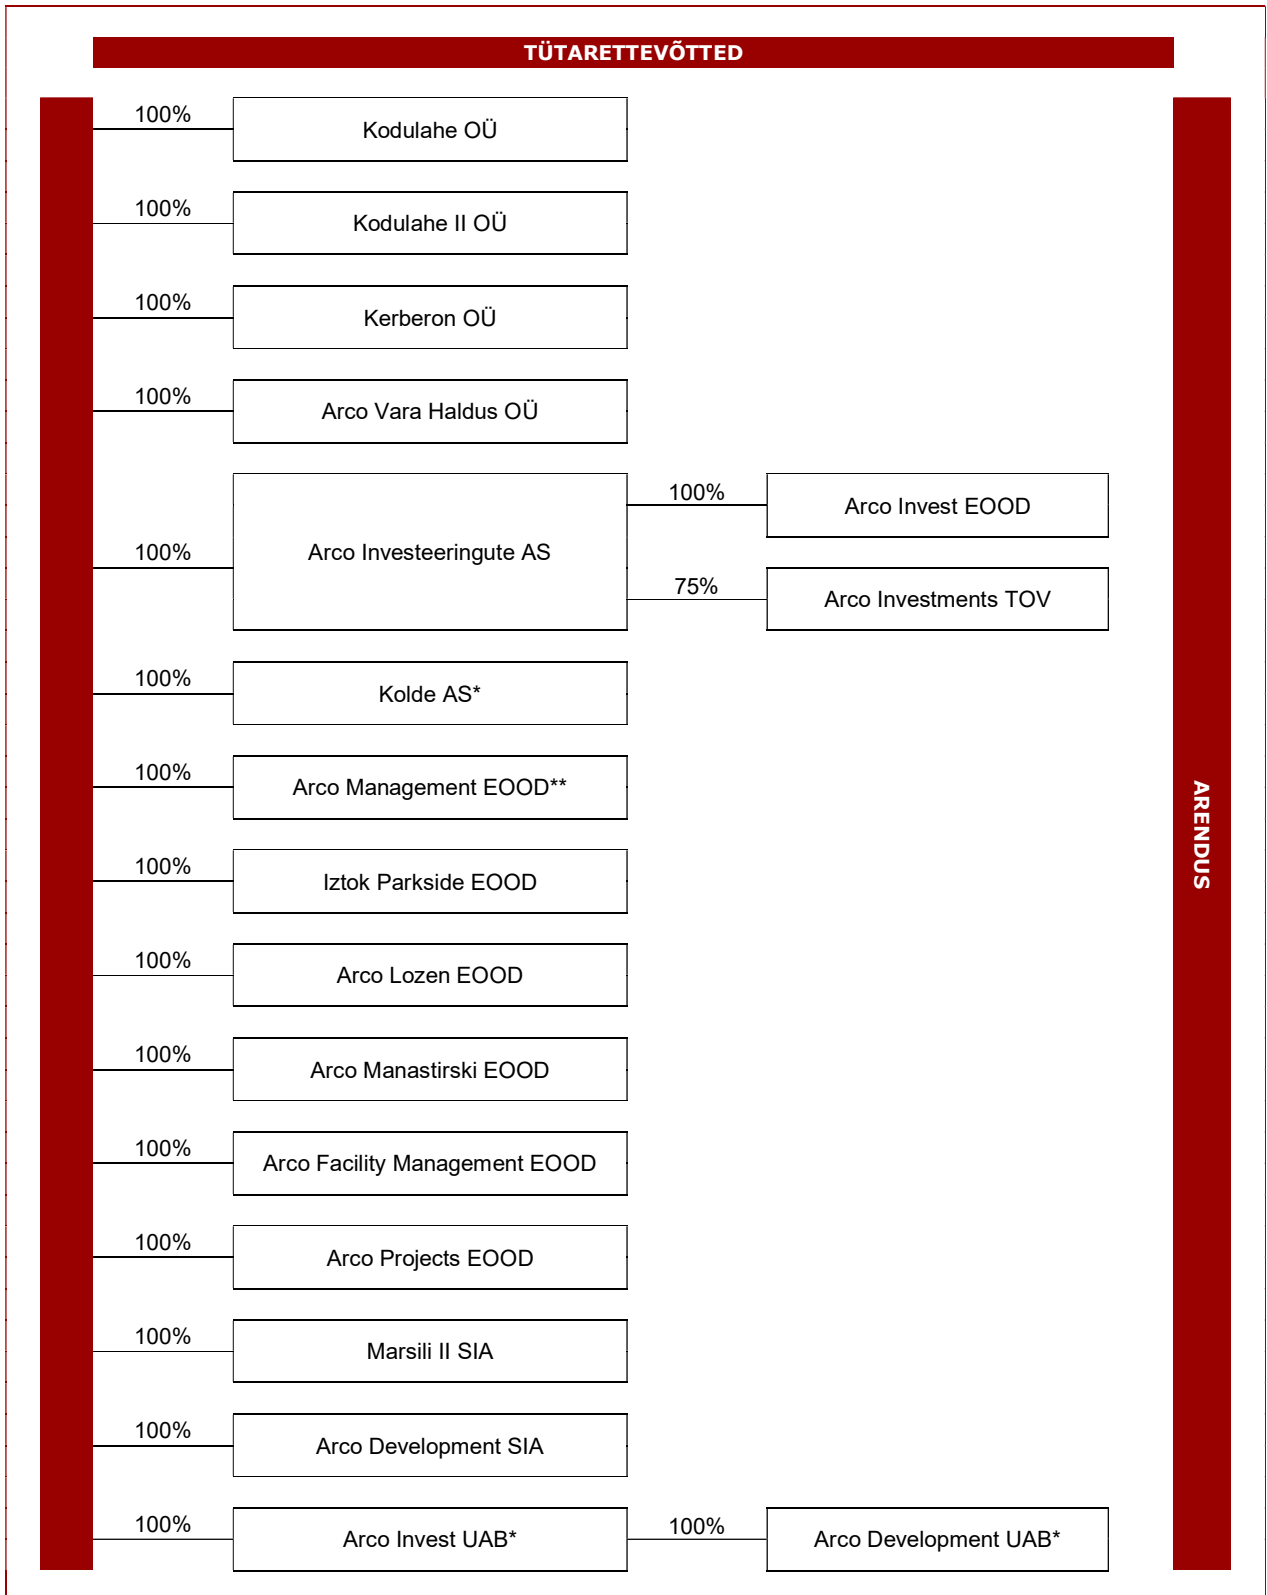 TÜTARETTEVÕTTED
100%
Kodulahe OÜ
100%
Kodulahe II OÜ
100%
Kerberon OÜ
100%
Arco Vara Haldus OÜ
100%
Arco Investeeringute AS
100%
Arco Invest EOOD
75%
Arco Investments TOV
100%
Kolde AS*
100%
Arco Management EOOD**
100%
Iztok Parkside EOOD
100%
Arco Lozen EOOD
100%
Arco Manastirski EOOD
100%
Arco Facility Management EOOD
100%
Arco Projects EOOD
100%
Marsili II SIA
100%
Arco Development SIA
100%
Arco Invest UAB*
100%
Arco Development UAB*
ARENDUS